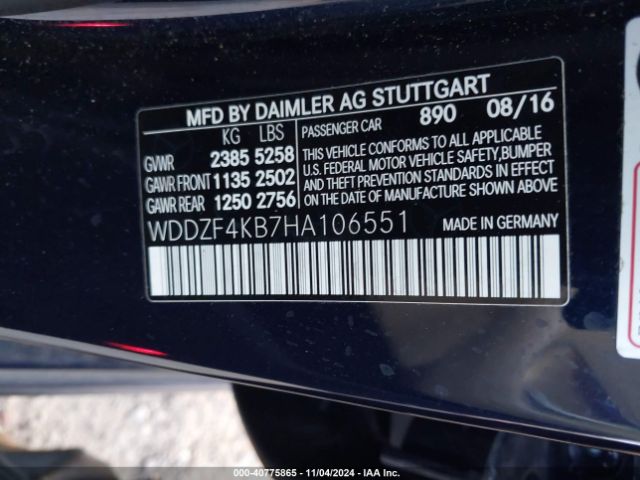 MFD BY DAIMLER AG STUTTGART
KG LBS PASSENGER CAR 890 08/16
GVWR 2385 5258
GAWR FRONT 1135 2502
GAWR REAR 1250 2756
THIS VEHICLE CONFORMS TO ALL APPLICABLE
U.S. FEDERAL MOTOR VEHICLE SAFETY,BUMPER
AND THEFT PREVENTION STANDARDS IN EFFECT
ON THE DATE OF MANUFACTURE SHOWN ABOVE
WDDZF4KB7HA106551 MADE IN GERMANY
© 40775865 - 11/04/2024 - IAA Inc.